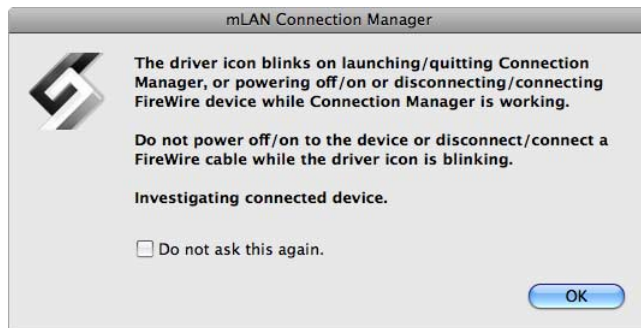 mLAN Connection Manager
The driver icon blinks on launching/quitting Connection
Manager, or powering off/on or disconnecting/connecting
FireWire device while Connection Manager is working.
Do not power off/on to the device or disconnect/connect a
FireWire cable while the driver icon is blinking.
Investigating connected device.
Do not ask this again.
OK